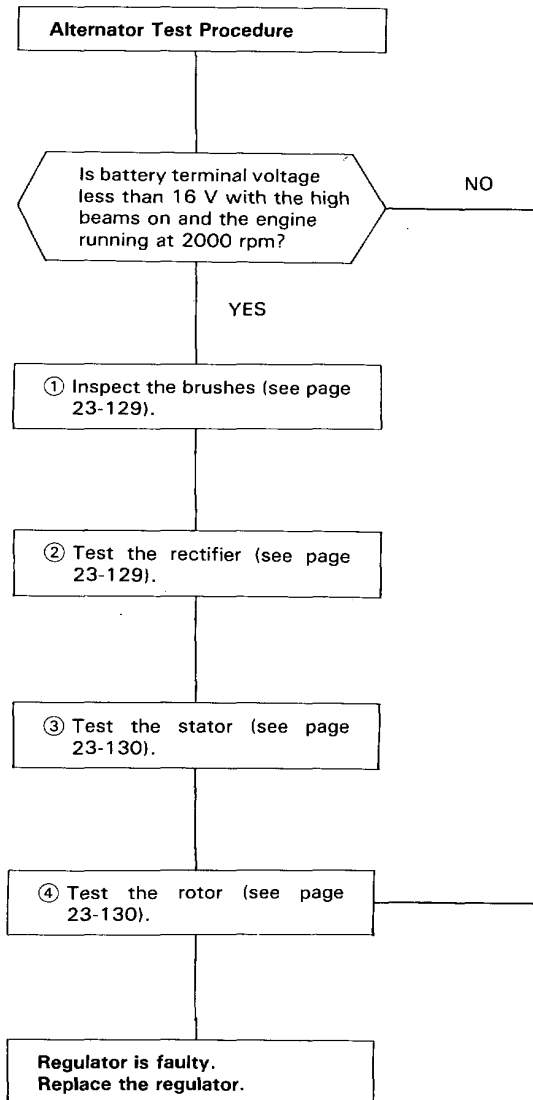 Alternator Test Procedure
Is battery terminal voltage
less than 16 V with the high
beams on and the engine
running at 2000 rpm?
NO
YES
① Inspect the brushes (see page
23-129).
② Test the rectifier (see page
23-129).
③ Test the stator (see page
23-130).
④ Test the rotor (see page
23-130).
Regulator is faulty.
Replace the regulator.